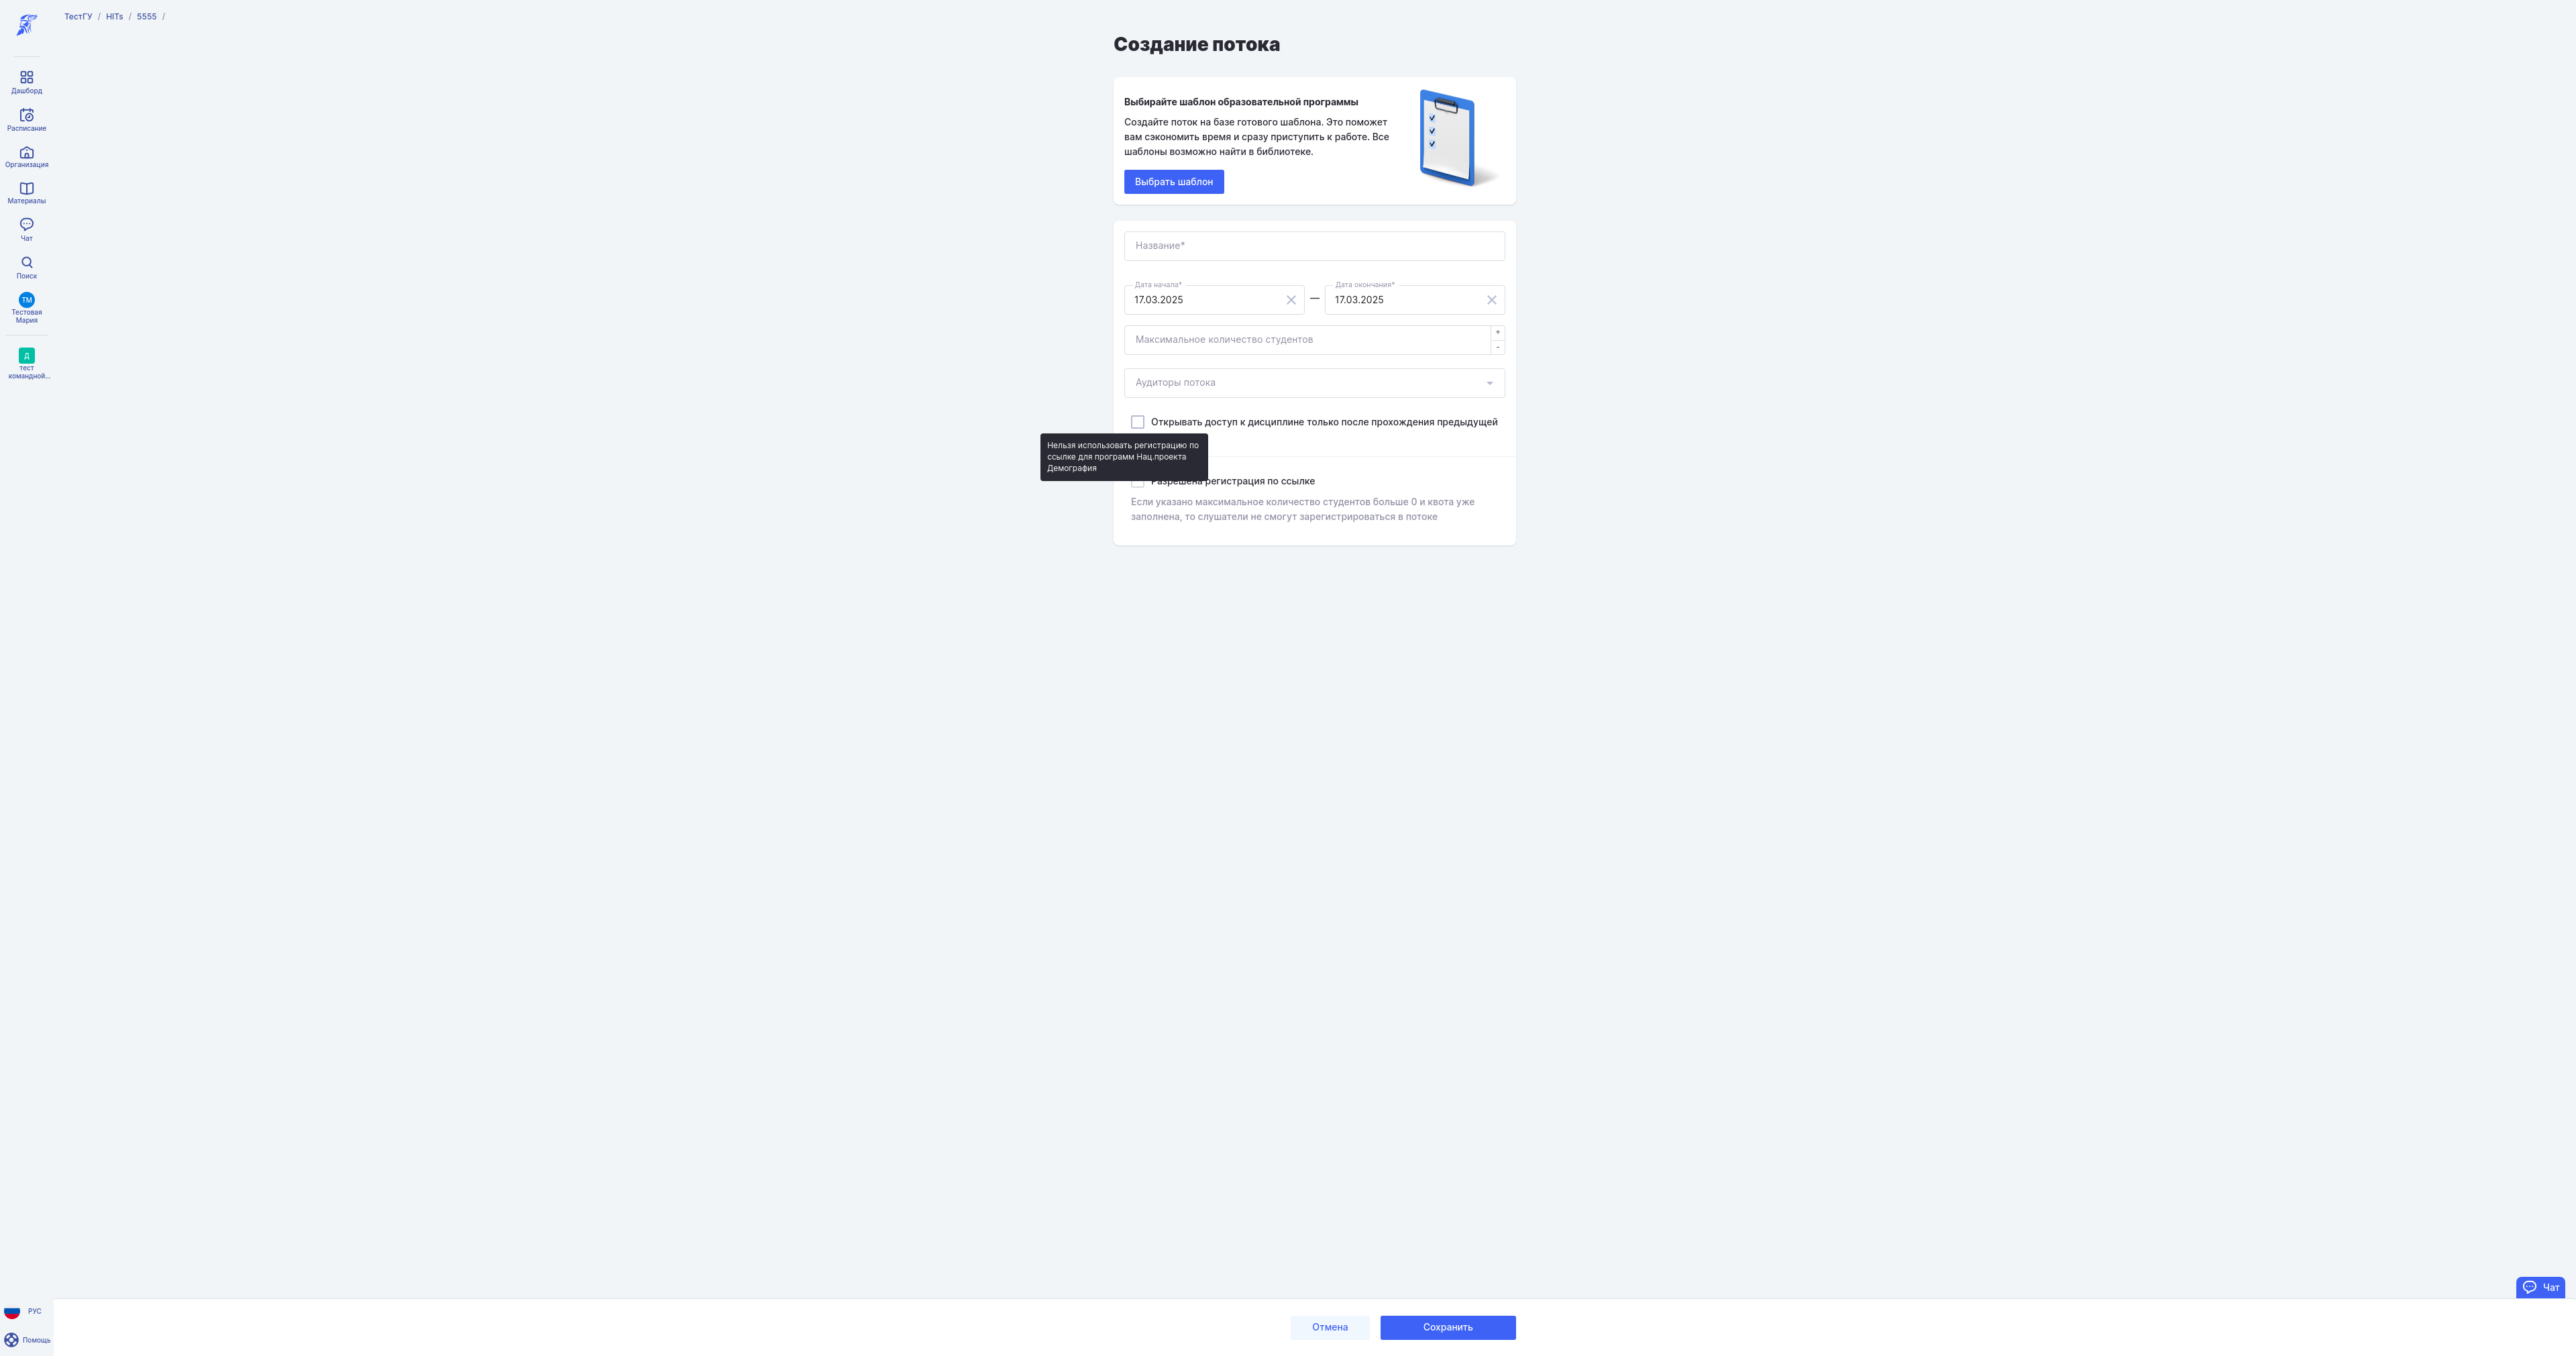 ТестГУ / HITs / 5555 /
Дашборд
Расписание
Организация
Материалы
Чат
Поиск
ТМ
Тестовая
Мария
Д
тест
командной...
Создание потока
Выбирайте шаблон образовательной программы
Создайте поток на базе готового шаблона. Это поможет
вам сэкономить время и сразу приступить к работе. Все
шаблоны возможно найти в библиотеке.
Выбрать шаблон
Название*
Дата начала*
17.03.2025
—
Дата окончания*
17.03.2025
Максимальное количество студентов
+
-
Аудиторы потока
Открывать доступ к дисциплине только после прохождения предыдущей
Нельзя использовать регистрацию по
ссылке для программ Нац.проекта
Демография
Разрешена регистрация по ссылке
Если указано максимальное количество студентов больше 0 и квота уже
заполнена, то слушатели не смогут зарегистрироваться в потоке
Чат
РУС
Помощь
Отмена
Сохранить